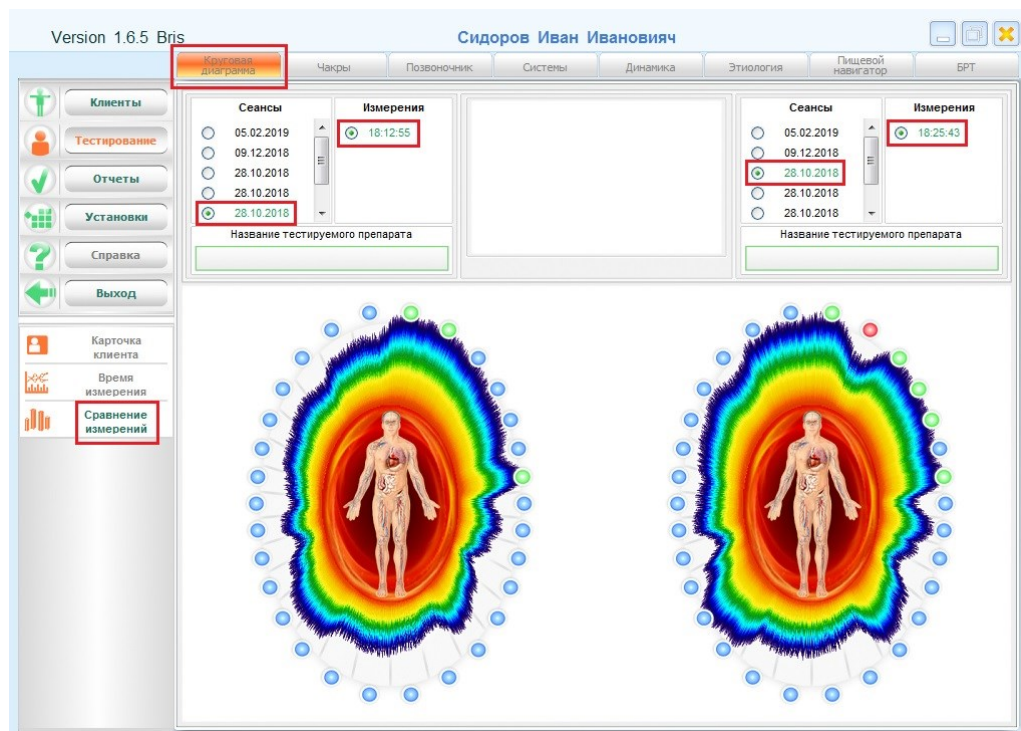 Version 1.6.5 Bris
Сидоров Иван Иванович
Круговая
диаграмма
Чакры
Позвоночник
Системы
Динамика
Этиология
Пищевой
навигатор
БРТ
Клиенты
Тестирование
Отчеты
Установки
Справка
Выход
Карточка
клиента
Время
измерения
Сравнение
измерений
Сеансы
Измерения
05.02.2019
18:12:55
09.12.2018
28.10.2018
28.10.2018
28.10.2018
Название тестируемого препарата
Сеансы
Измерения
05.02.2019
18:25:43
09.12.2018
28.10.2018
28.10.2018
28.10.2018
Название тестируемого препарата